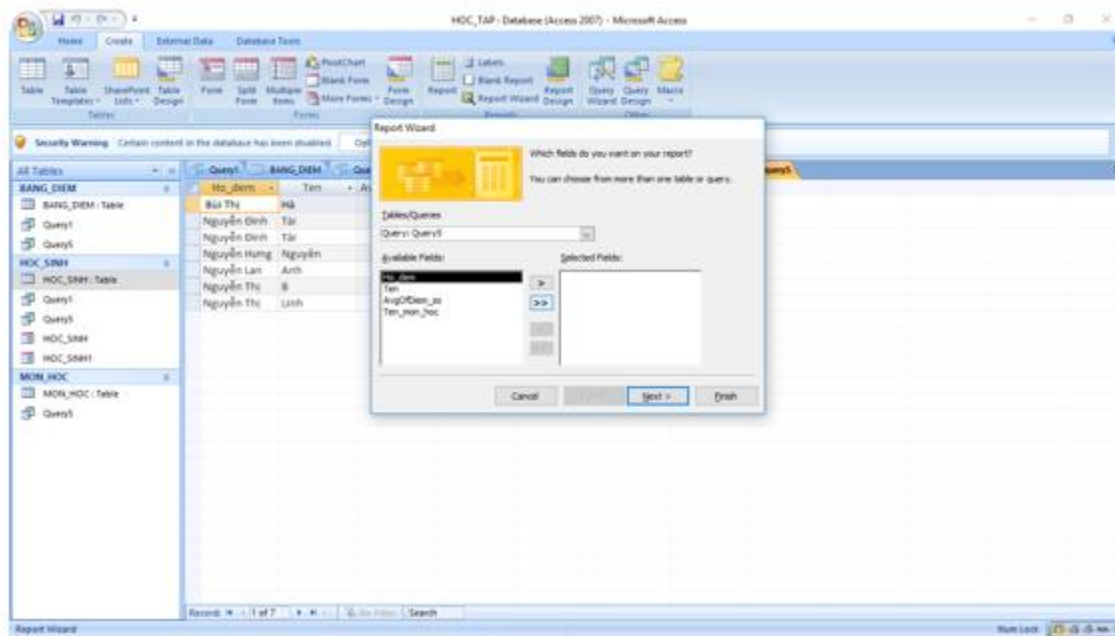 HOC_TAP - Database (Access 2007) - Microsoft Access
Home Create External Data Database Tools
Table Table Templates SharePoint Lists Table Design
Form Split Form Multiple Items PivotChart Blank Form More Forms Form Design
Report Labels Blank Report Report Wizard Report Design
Query Wizard Query Design Macro
Tables Forms Reports Other
Security Warning Certain content in the database has been disabled
All Tables
BANG_DIEM
BANG_DIEM : Table
Query1
Query5
HOC_SINH
HOC_SINH : Table
Query1
Query5
HOC_SINH
HOC_SINH1
MON_HOC
MON_HOC : Table
Query5
Query1 BANG_DIEM
Ho_dem Ten
Bùi Thị Hà
Nguyễn Đình Tài
Nguyễn Đình Tài
Nguyễn Hưng Nguyên
Nguyễn Lan Anh
Nguyễn Thị B
Nguyễn Thị Linh
Report Wizard
Which fields do you want on your report?
You can choose from more than one table or query.
Tables/Queries
Query: Query5
Available Fields: Selected Fields:
Ho_dem
Ten
AvgOfDiem_so
Ten_mon_hoc
>
>>
Cancel Next > Finish
Record: 1 of 7 No Filter Search
Report Wizard Num Lock